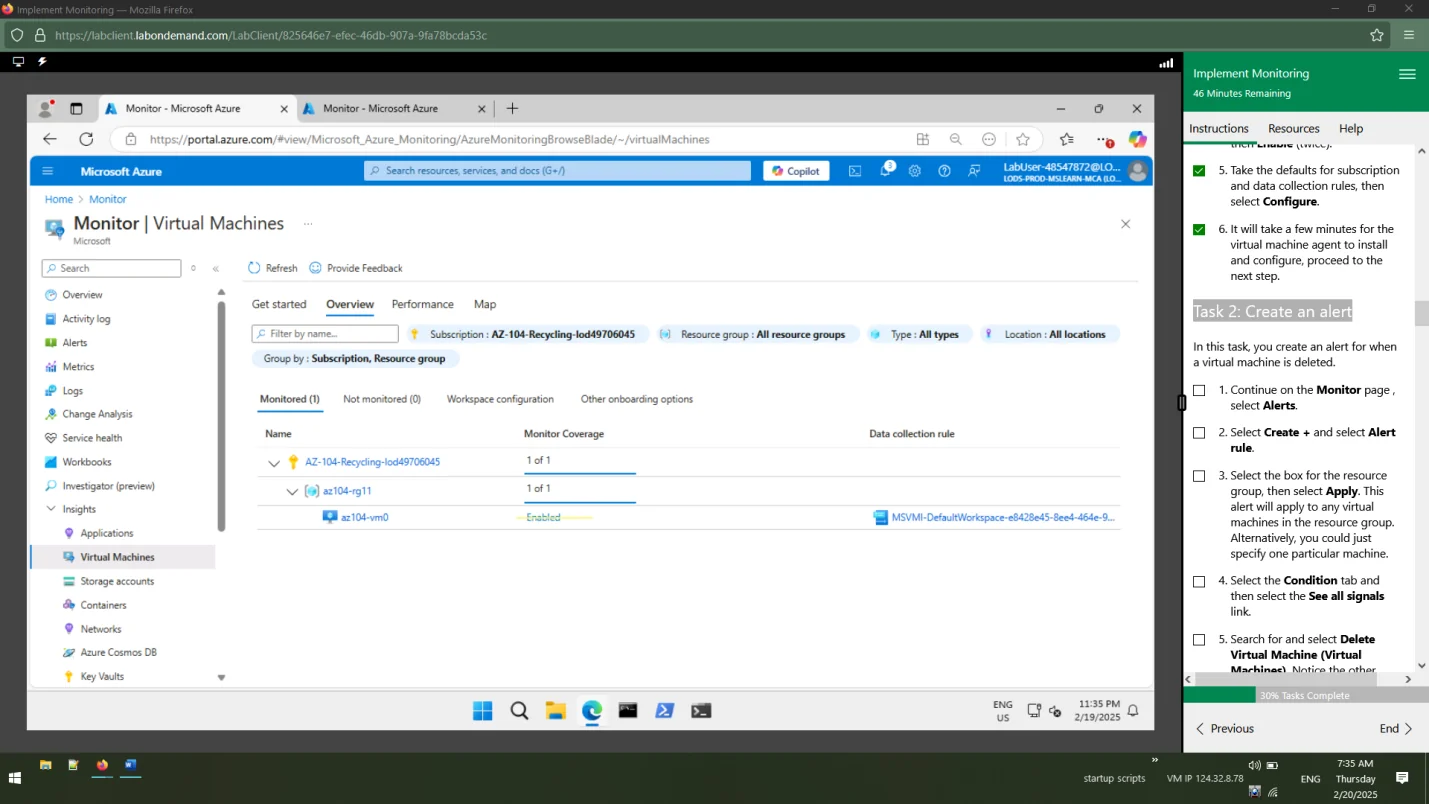 Implement Monitoring — Mozilla Firefox
https://labclient.labondemand.com/LabClient/825646e7-efec-46db-907a-9fa78bcda53c
Monitor - Microsoft Azure
Monitor - Microsoft Azure
https://portal.azure.com/#view/Microsoft_Azure_Monitoring/AzureMonitoringBrowseBlade/~/virtualMachines
Microsoft Azure
Search resources, services, and docs (G+/)
Copilot
3
LabUser-48547872@LO...
LODS-PROD-MSLEARN-MCA (LO...
Home > Monitor
Monitor | Virtual Machines ...
Microsoft
Search
Refresh
Provide Feedback
Overview
Activity log
Alerts
Metrics
Logs
Change Analysis
Service health
Workbooks
Investigator (preview)
Insights
Applications
Virtual Machines
Storage accounts
Containers
Networks
Azure Cosmos DB
Key Vaults
Get started
Overview
Performance
Map
Filter by name...
Subscription : AZ-104-Recycling-lod49706045
Resource group : All resource groups
Type : All types
Location : All locations
Group by : Subscription, Resource group
Monitored (1)
Not monitored (0)
Workspace configuration
Other onboarding options
Name
Monitor Coverage
Data collection rule
AZ-104-Recycling-lod49706045
1 of 1
az104-rg11
1 of 1
az104-vm0
Enabled
MSVMI-DefaultWorkspace-e8428e45-8ee4-464e-9...
ENG
US
11:35 PM
2/19/2025
Implement Monitoring
46 Minutes Remaining
Instructions
Resources
Help
then Enable (twice).
5. Take the defaults for subscription
and data collection rules, then
select Configure.
6. It will take a few minutes for the
virtual machine agent to install
and configure, proceed to the
next step.
Task 2: Create an alert
In this task, you create an alert for when
a virtual machine is deleted.
1. Continue on the Monitor page ,
select Alerts.
2. Select Create + and select Alert
rule.
3. Select the box for the resource
group, then select Apply. This
alert will apply to any virtual
machines in the resource group.
Alternatively, you could just
specify one particular machine.
4. Select the Condition tab and
then select the See all signals
link.
5. Search for and select Delete
Virtual Machine (Virtual
Machines). Notice the other
30% Tasks Complete
Previous
End
startup scripts
VM IP 124.32.8.78
ENG
7:35 AM
Thursday
2/20/2025